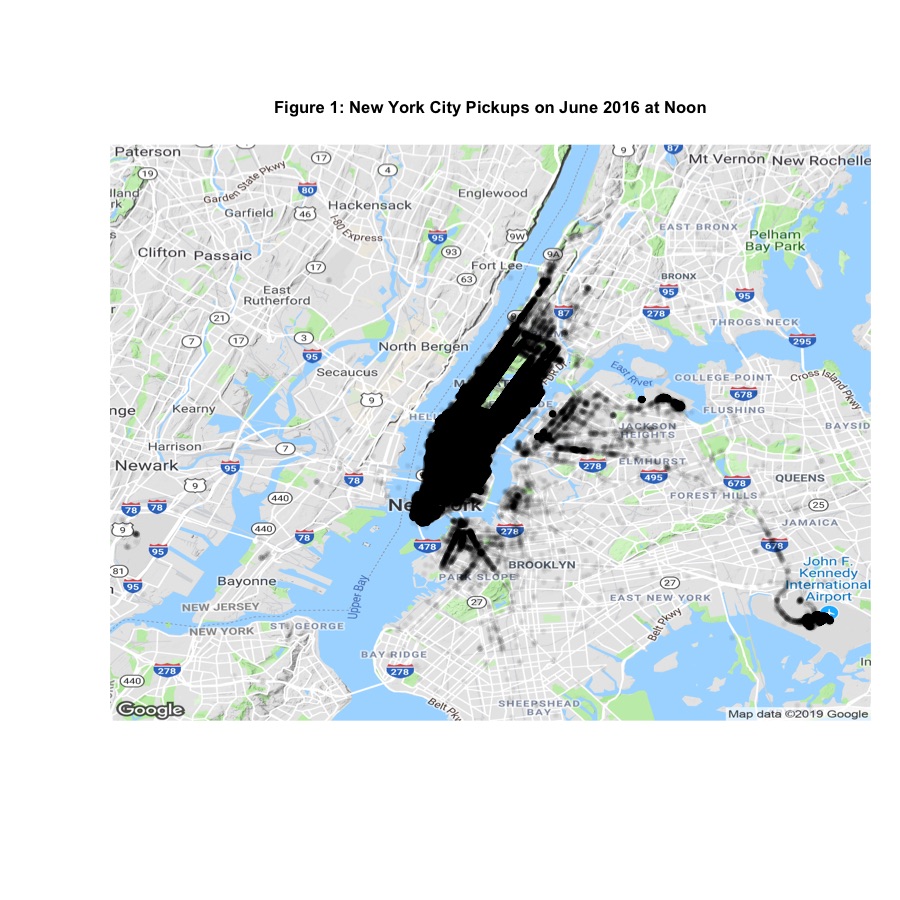 Figure 1: New York City Pickups on June 2016 at Noon
Paterson
17
9
87
Mt Vernon
New Rochelle
19
Garden State Pkwy
4
80
Englewood
Garfield
46
Hackensack
I-80 Express
95
9W
EAST BRONX
Pelham
Bay Park
Clifton
Passaic
93
9A
17
Fort Lee
63
BRONX
East
Rutherford
95
95
21
87
278
THROGS NECK
7
17
3
North Bergen
295
95
Secaucus
East River
COLLEGE POINT
Cross Island Pkwy
9
678
Kearny
FLUSHING
JACKSON
HEIGHTS
Harrison
7
Newark
95
ELMHURST
278
78
495
678
QUEENS
9
440
FOREST HILLS
25
78
78
JAMAICA
9
440
78
278
478
678
95
BROOKLYN
John F.
Kennedy
International
Airport
81
95
Bayonne
PARK SLOPE
27
EAST NEW YORK
Upper Bay
27
NEW JERSEY
NEW YORK
ST. GEORGE
Belt Pkwy
BAY RIDGE
278
278
440
Belt Pkwy
SHEEPSHEAD
BAY
Google
Map data ©2019 Google